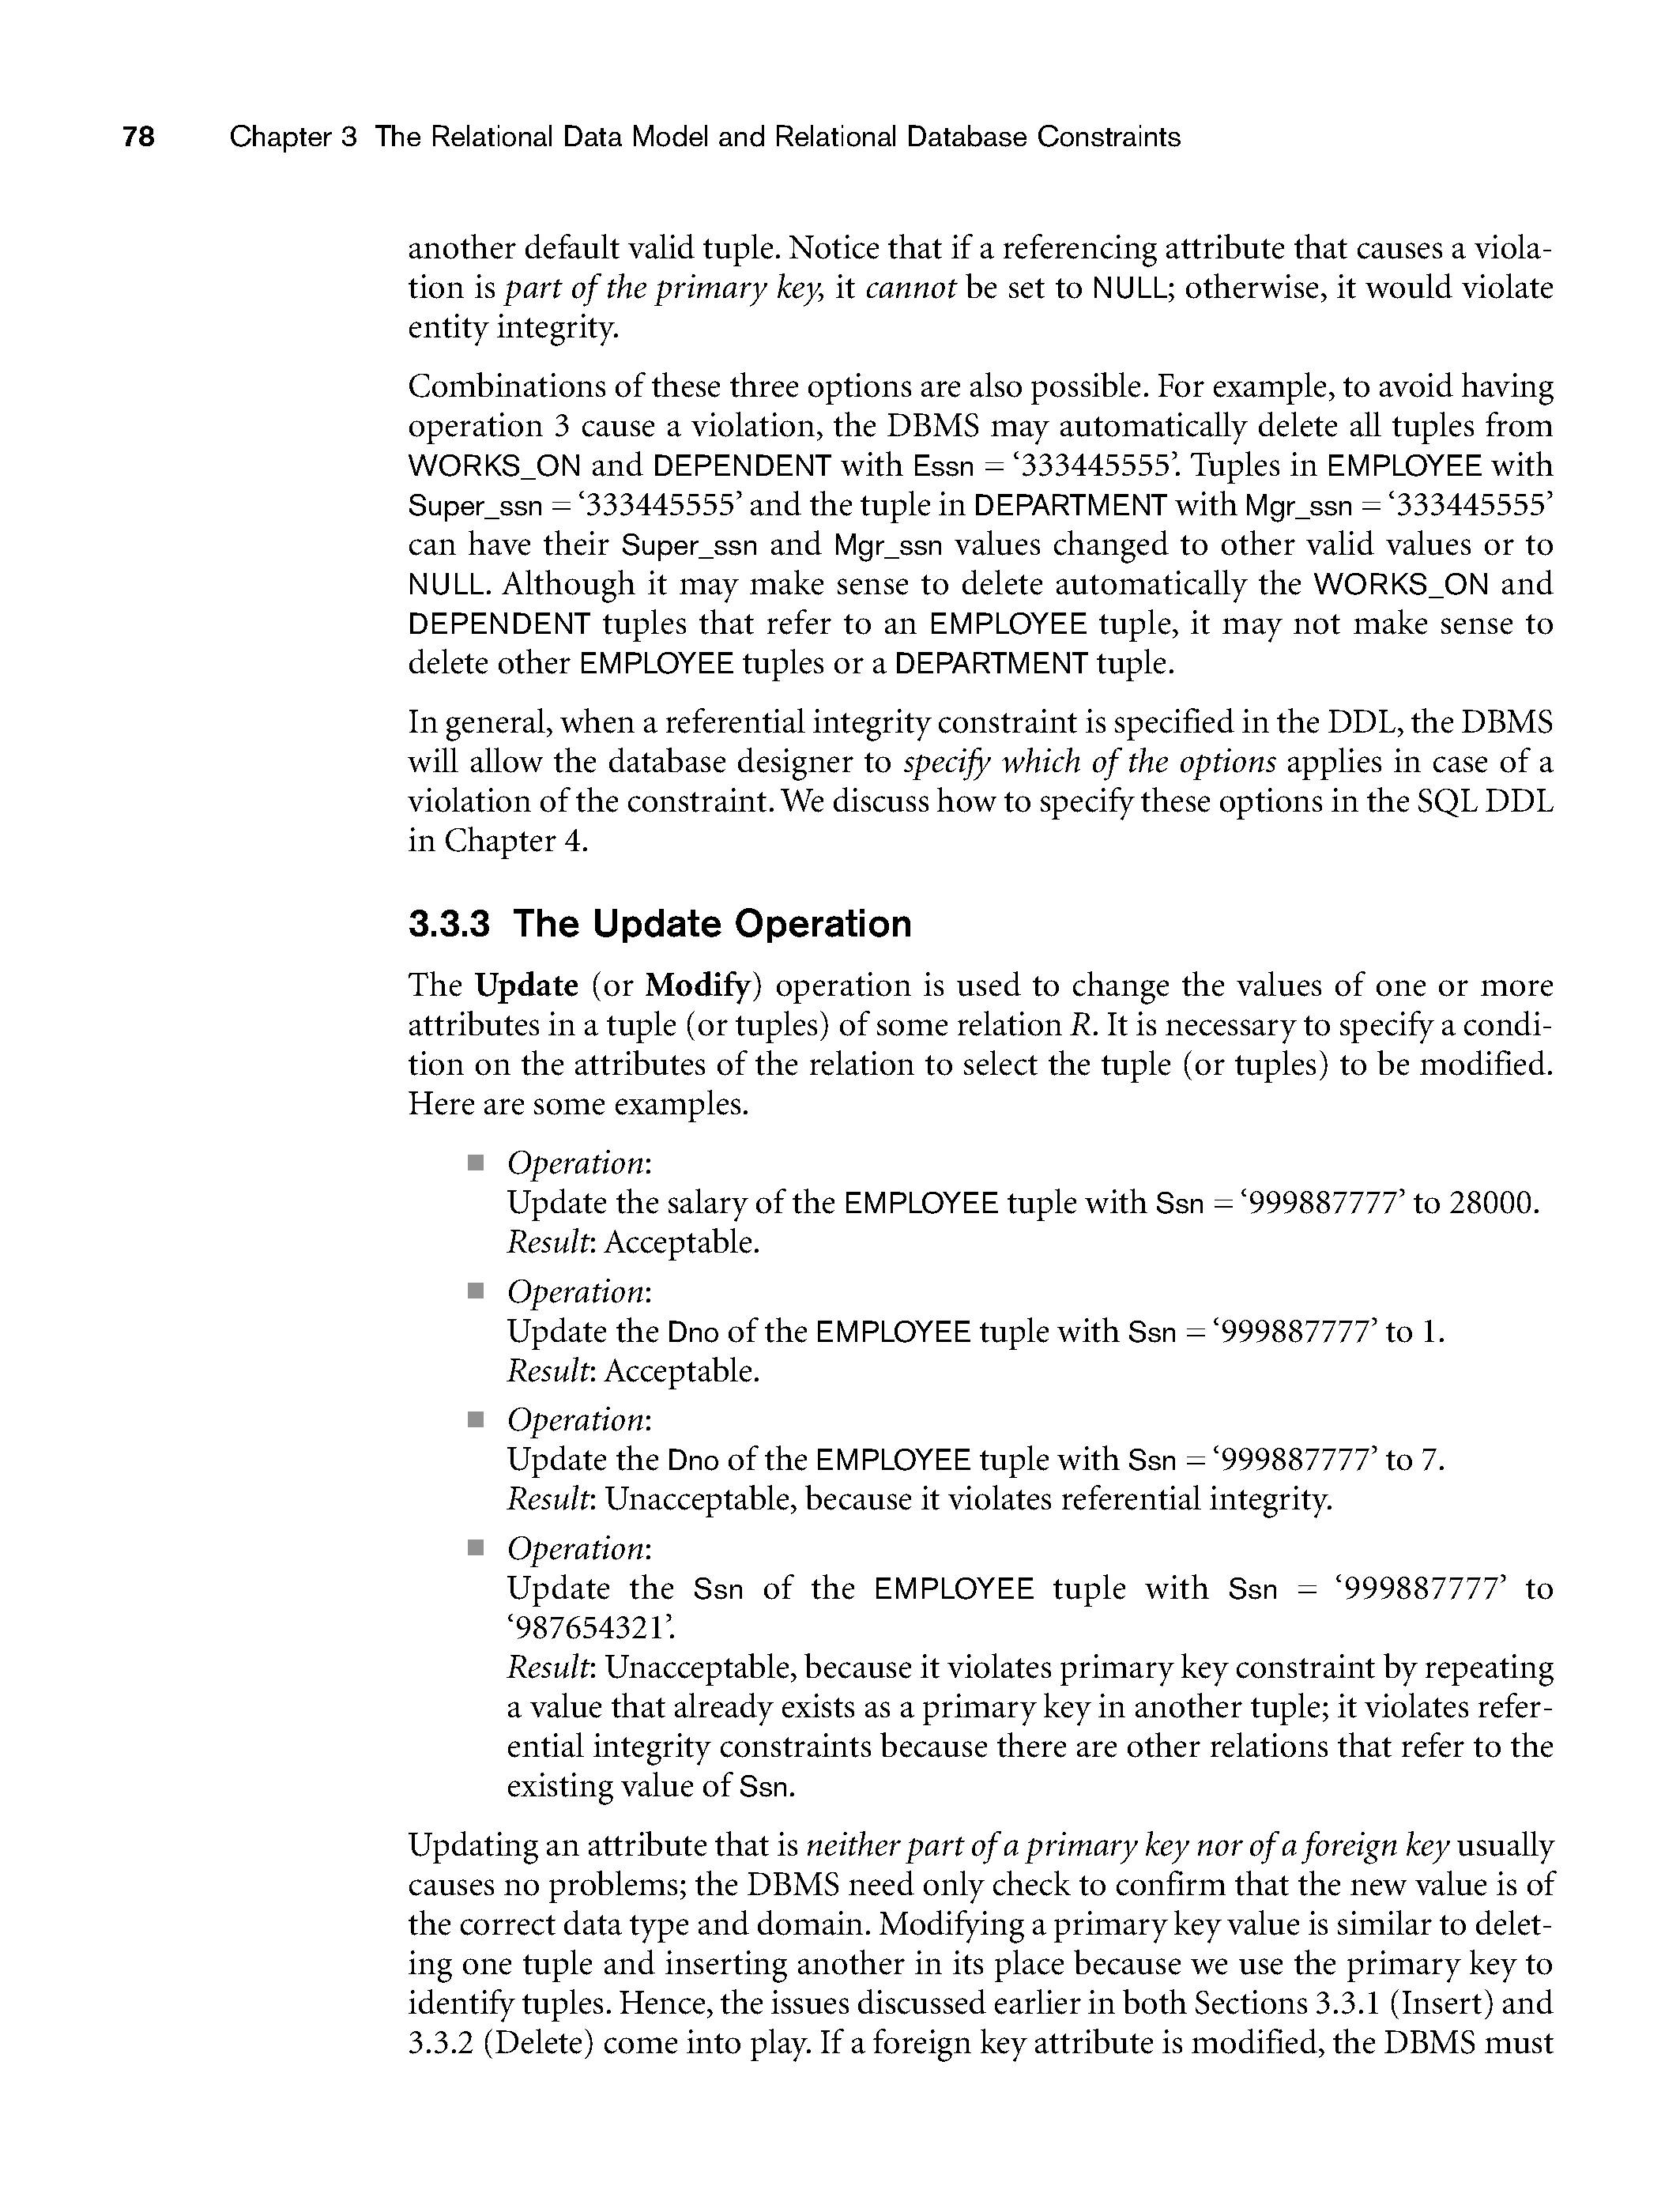 78 Chapter 3 The Relational Data Model and Relational Database Constraints
another default valid tuple. Notice that if a referencing attribute that causes a viola-
tion is part of the primary key, it cannot be set to NULL; otherwise, it would violate
entity integrity.
Combinations of these three options are also possible. For example, to avoid having
operation 3 cause a violation, the DBMS may automatically delete all tuples from
WORKS_ON and DEPENDENT with Essn = ‘333445555’. Tuples in EMPLOYEE with
Super_ssn = ‘333445555’ and the tuple in DEPARTMENT with Mgr_ssn = ‘333445555’
can have their Super_ssn and Mgr_ssn values changed to other valid values or to
NULL. Although it may make sense to delete automatically the WORKS_ON and
DEPENDENT tuples that refer to an EMPLOYEE tuple, it may not make sense to
delete other EMPLOYEE tuples or a DEPARTMENT tuple.
In general, when a referential integrity constraint is specified in the DDL, the DBMS
will allow the database designer to specify which of the options applies in case of a
violation of the constraint. We discuss how to specify these options in the SQL DDL
in Chapter 4.
3.3.3 The Update Operation
The Update (or Modify) operation is used to change the values of one or more
attributes in a tuple (or tuples) of some relation R. It is necessary to specify a condi-
tion on the attributes of the relation to select the tuple (or tuples) to be modified.
Here are some examples.
■ Operation:
Update the salary of the EMPLOYEE tuple with Ssn = ‘999887777’ to 28000.
Result: Acceptable.
■ Operation:
Update the Dno of the EMPLOYEE tuple with Ssn = ‘999887777’ to 1.
Result: Acceptable.
■ Operation:
Update the Dno of the EMPLOYEE tuple with Ssn = ‘999887777’ to 7.
Result: Unacceptable, because it violates referential integrity.
■ Operation:
Update the Ssn of the EMPLOYEE tuple with Ssn = ‘999887777’ to
‘987654321’.
Result: Unacceptable, because it violates primary key constraint by repeating
a value that already exists as a primary key in another tuple; it violates refer-
ential integrity constraints because there are other relations that refer to the
existing value of Ssn.
Updating an attribute that is neither part of a primary key nor of a foreign key usually
causes no problems; the DBMS need only check to confirm that the new value is of
the correct data type and domain. Modifying a primary key value is similar to delet-
ing one tuple and inserting another in its place because we use the primary key to
identify tuples. Hence, the issues discussed earlier in both Sections 3.3.1 (Insert) and
3.3.2 (Delete) come into play. If a foreign key attribute is modified, the DBMS must